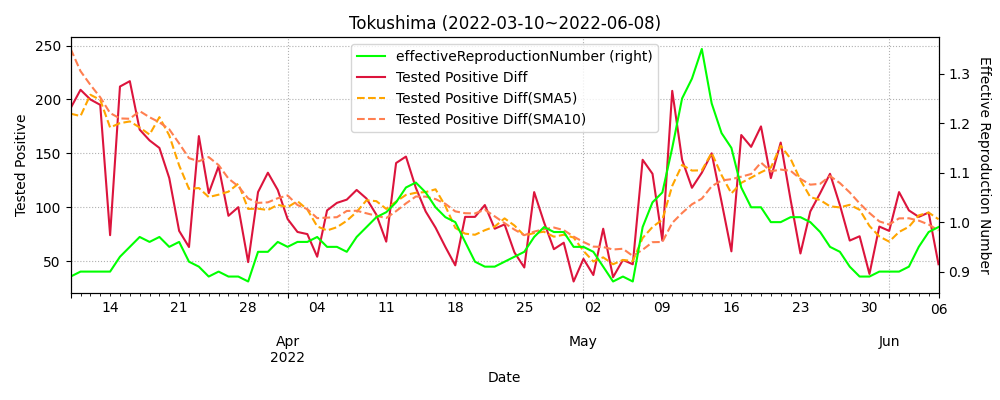 Tokushima (2022-03-10~2022-06-08)
effectiveReproductionNumber (right)
Tested Positive Diff
Tested Positive Diff(SMA5)
Tested Positive Diff(SMA10)
250
200
150
100
50
Tested Positive
1.3
1.2
1.1
1.0
0.9
Effective Reproduction Number
14 21 28 04 11 18 25 02 09 16 23 30 06
Apr May Jun
2022
Date